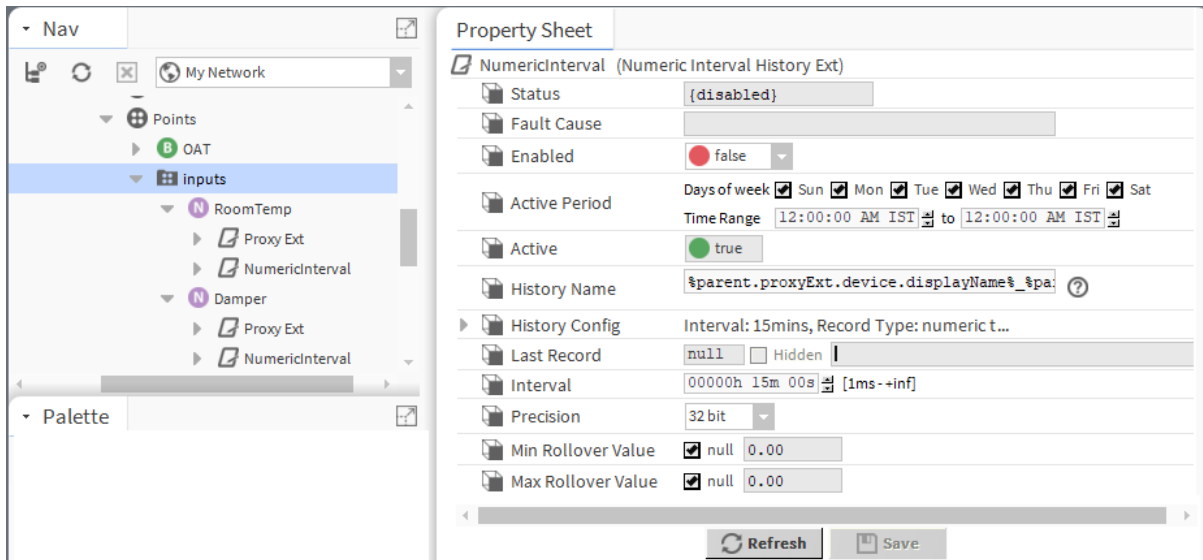 Nav
My Network
Points
B OAT
inputs
N RoomTemp
Proxy Ext
NumericInterval
N Damper
Proxy Ext
NumericInterval
Palette
Property Sheet
NumericInterval (Numeric Interval History Ext)
Status {disabled}
Fault Cause
Enabled false
Active Period Days of week Sun Mon Tue Wed Thu Fri Sat
Time Range 12:00:00 AM IST to 12:00:00 AM IST
Active true
History Name %parent.proxyExt.device.displayName%_%pa: ?
History Config Interval: 15mins, Record Type: numeric t...
Last Record null Hidden
Interval 00000h 15m 00s [1ms-+inf]
Precision 32 bit
Min Rollover Value null 0.00
Max Rollover Value null 0.00
Refresh Save